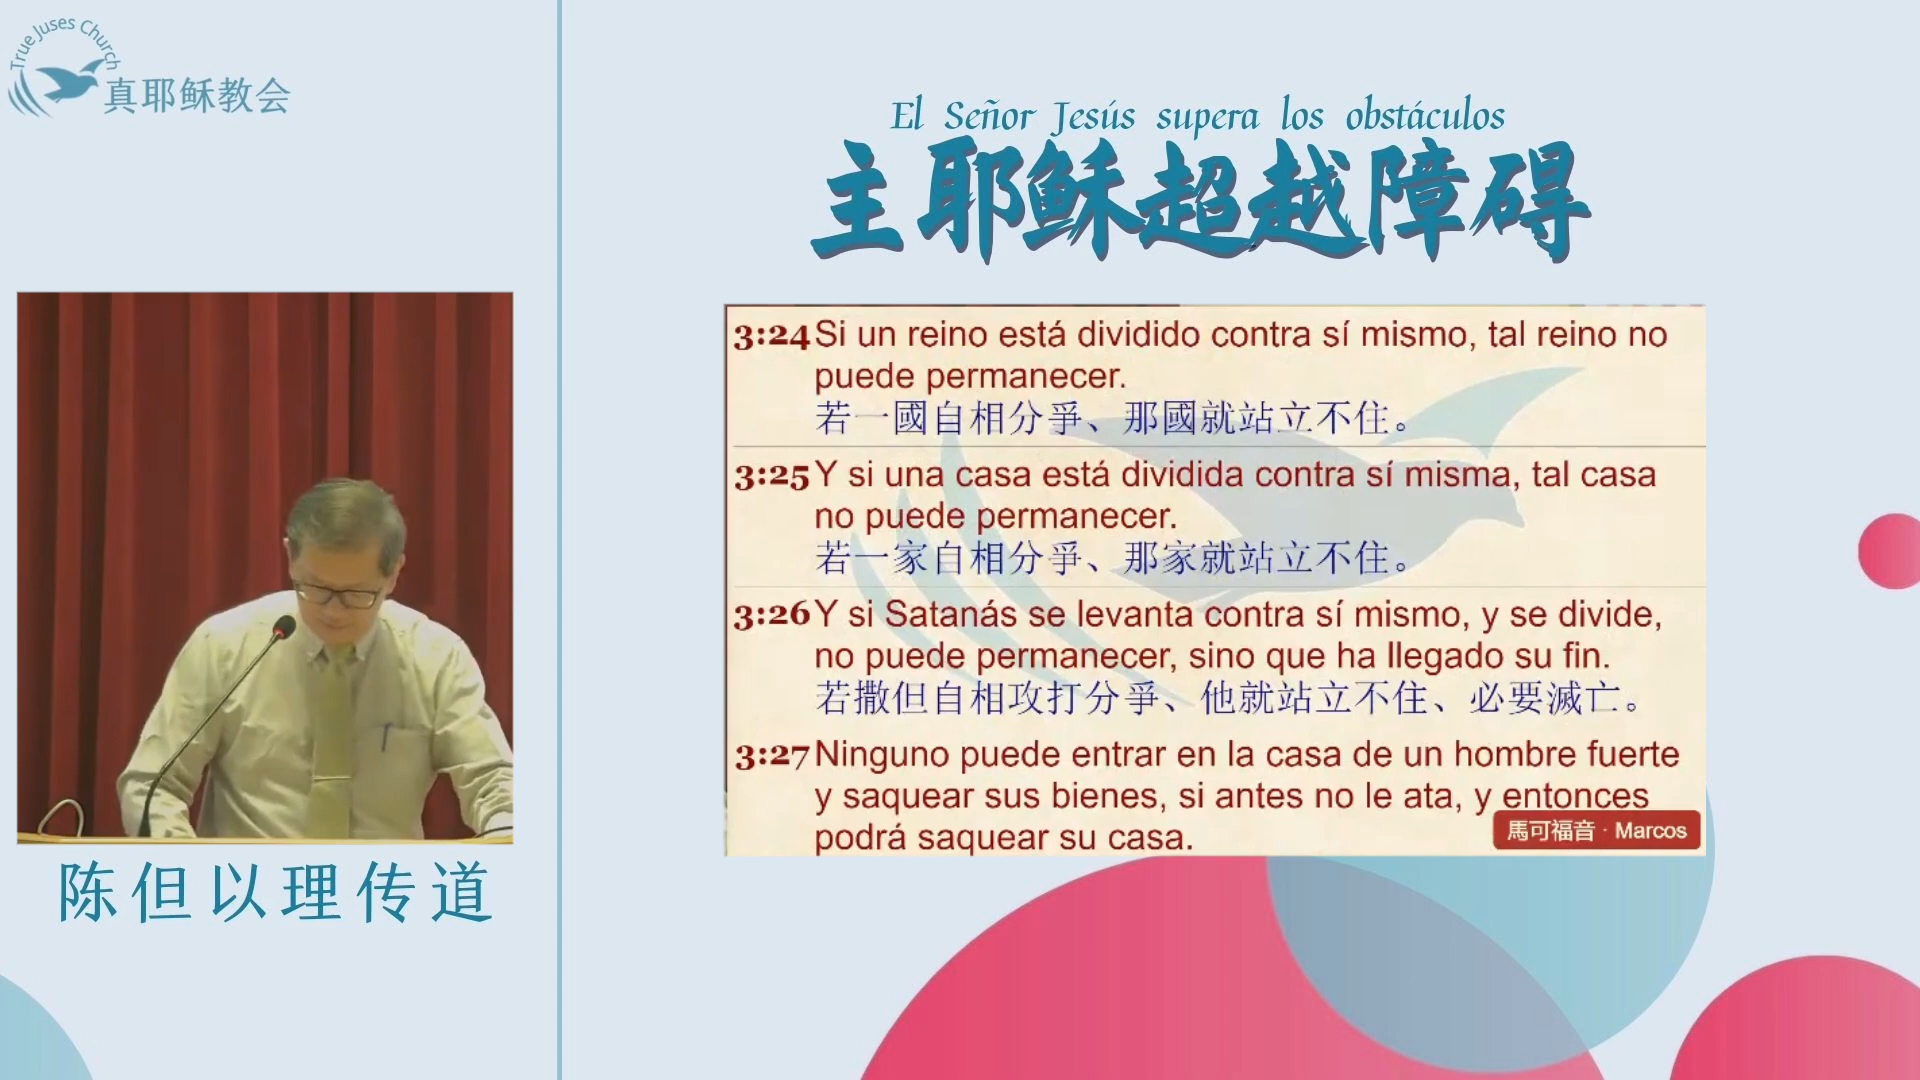 True Juses Church
真耶稣教会
El Señor Jesús supera los obstáculos
主耶稣超越障碍
3:24 Si un reino está dividido contra sí mismo, tal reino no
puede permanecer.
若一國自相分爭、那國就站立不住。
3:25 Y si una casa está dividida contra sí misma, tal casa
no puede permanecer.
若一家自相分爭、那家就站立不住。
3:26 Y si Satanás se levanta contra sí mismo, y se divide,
no puede permanecer, sino que ha llegado su fin.
若撒但自相攻打分爭、他就站立不住、必要滅亡。
3:27 Ninguno puede entrar en la casa de un hombre fuerte
y saquear sus bienes, si antes no le ata, y entonces
podrá saquear su casa.
馬可福音 · Marcos
陈但以理传道